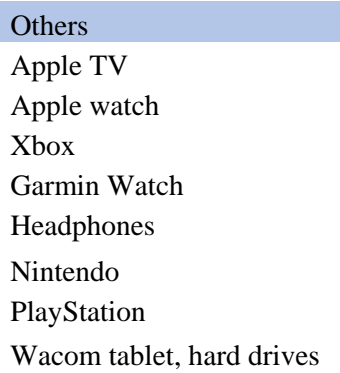 Others
Apple TV
Apple watch
Xbox
Garmin Watch
Headphones
Nintendo
PlayStation
Wacom tablet, hard drives